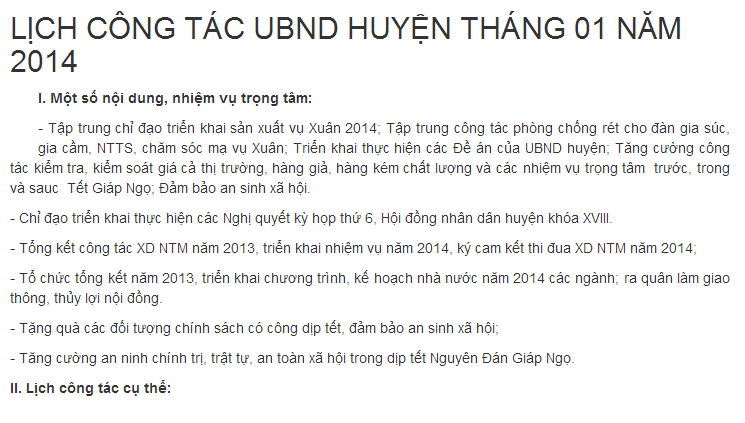 LỊCH CÔNG TÁC UBND HUYỆN THÁNG 01 NĂM
2014
I. Một số nội dung, nhiệm vụ trọng tâm:
- Tập trung chỉ đạo triển khai sản xuất vụ Xuân 2014; Tập trung công tác phòng chống rét cho đàn gia súc,
gia cầm, NTTS, chăm sóc mạ vụ Xuân; Triển khai thực hiện các Đề án của UBND huyện; Tăng cường công
tác kiểm tra, kiểm soát giá cả thị trường, hàng giả, hàng kém chất lượng và các nhiệm vụ trọng tâm trước, trong
và sauc Tết Giáp Ngọ; Đảm bảo an sinh xã hội.
- Chỉ đạo triển khai thực hiện các Nghị quyết kỳ họp thứ 6, Hội đồng nhân dân huyện khóa XVIII.
- Tổng kết công tác XD NTM năm 2013, triển khai nhiệm vụ năm 2014, ký cam kết thi đua XD NTM năm 2014;
- Tổ chức tổng kết năm 2013, triển khai chương trình, kế hoạch nhà nước năm 2014 các ngành; ra quân làm giao
thông, thủy lợi nội đồng.
- Tặng quà các đối tượng chính sách có công dịp tết, đảm bảo an sinh xã hội;
- Tăng cường an ninh chính trị, trật tự, an toàn xã hội trong dịp tết Nguyên Đán Giáp Ngọ.
II. Lịch công tác cụ thể: